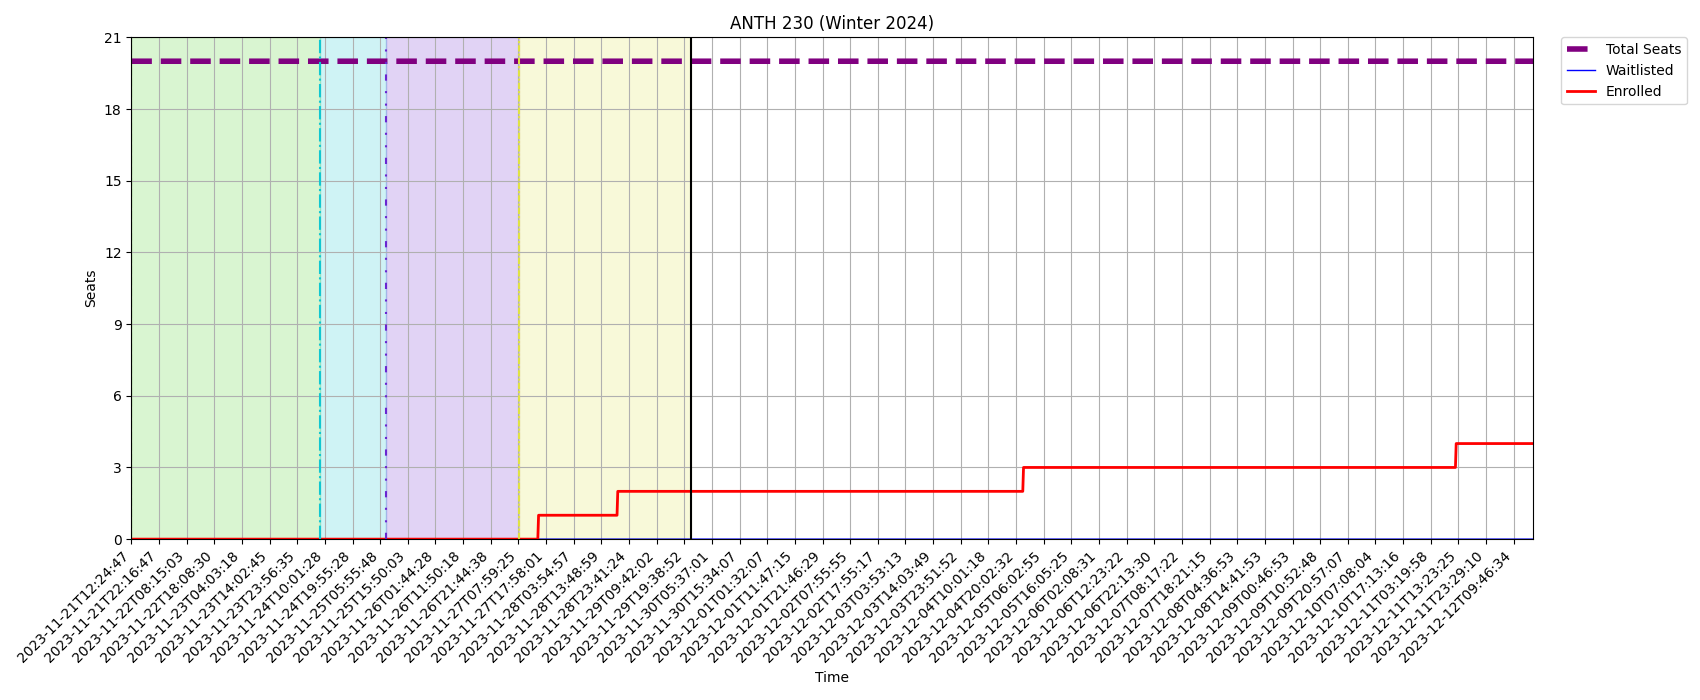 ANTH 230 (Winter 2024)
Total Seats
Waitlisted
Enrolled
Seats
21
18
15
12
9
6
3
0
2023-11-21T12:24:47
2023-11-21T22:16:47
2023-11-22T08:15:03
2023-11-22T18:08:30
2023-11-23T04:03:18
2023-11-23T14:02:45
2023-11-23T23:56:35
2023-11-24T10:01:28
2023-11-24T19:55:28
2023-11-25T05:55:48
2023-11-25T15:50:03
2023-11-26T01:44:28
2023-11-26T11:50:18
2023-11-26T21:44:38
2023-11-27T07:59:25
2023-11-27T17:58:01
2023-11-28T03:54:57
2023-11-28T13:48:59
2023-11-28T23:41:24
2023-11-29T09:42:02
2023-11-29T19:38:52
2023-11-30T05:37:01
2023-11-30T15:34:07
2023-12-01T01:32:07
2023-12-01T11:47:15
2023-12-01T21:46:29
2023-12-02T07:55:55
2023-12-02T17:55:17
2023-12-03T03:53:13
2023-12-03T14:03:49
2023-12-03T23:51:52
2023-12-04T10:01:18
2023-12-04T20:02:32
2023-12-05T06:02:55
2023-12-05T16:05:25
2023-12-06T02:08:31
2023-12-06T12:23:22
2023-12-06T22:13:30
2023-12-07T08:17:22
2023-12-07T18:21:15
2023-12-08T04:36:53
2023-12-08T14:41:53
2023-12-09T00:46:53
2023-12-09T10:52:48
2023-12-09T20:57:07
2023-12-10T07:08:04
2023-12-10T17:13:16
2023-12-11T03:19:58
2023-12-11T13:23:25
2023-12-11T23:29:10
2023-12-12T09:46:34
Time